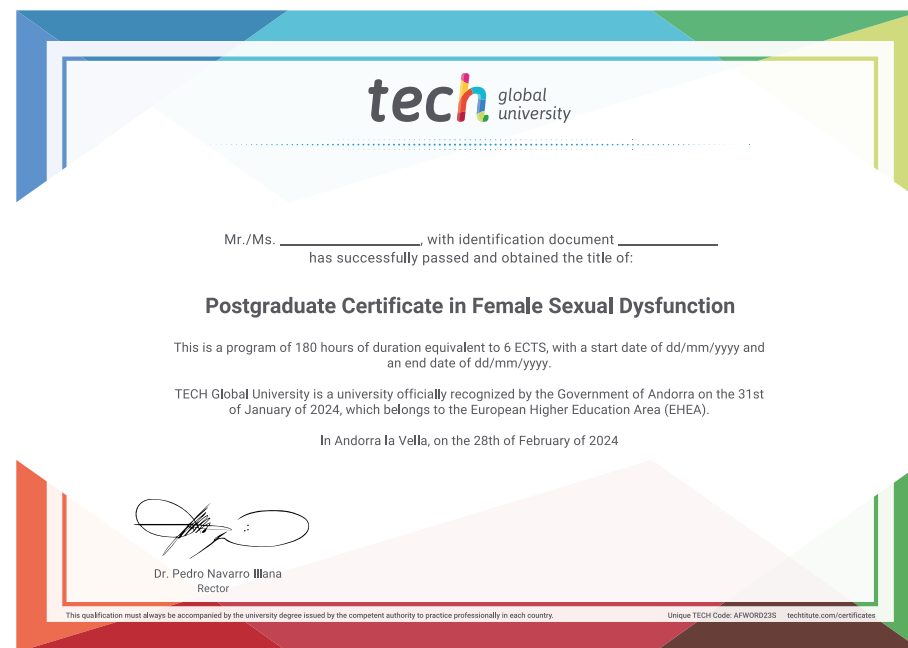 tech global university
Mr./Ms. ____________, with identification document ____________
has successfully passed and obtained the title of:
Postgraduate Certificate in Female Sexual Dysfunction
This is a program of 180 hours of duration equivalent to 6 ECTS, with a start date of dd/mm/yyyy and
an end date of dd/mm/yyyy.
TECH Global University is a university officially recognized by the Government of Andorra on the 31st
of January of 2024, which belongs to the European Higher Education Area (EHEA).
In Andorra la Vella, on the 28th of February of 2024
Dr. Pedro Navarro Illana
Rector
This qualification must always be accompanied by the university degree issued by the competent authority to practice professionally in each country.
Unique TECH Code: AFWORD23S techtitute.com/certificates